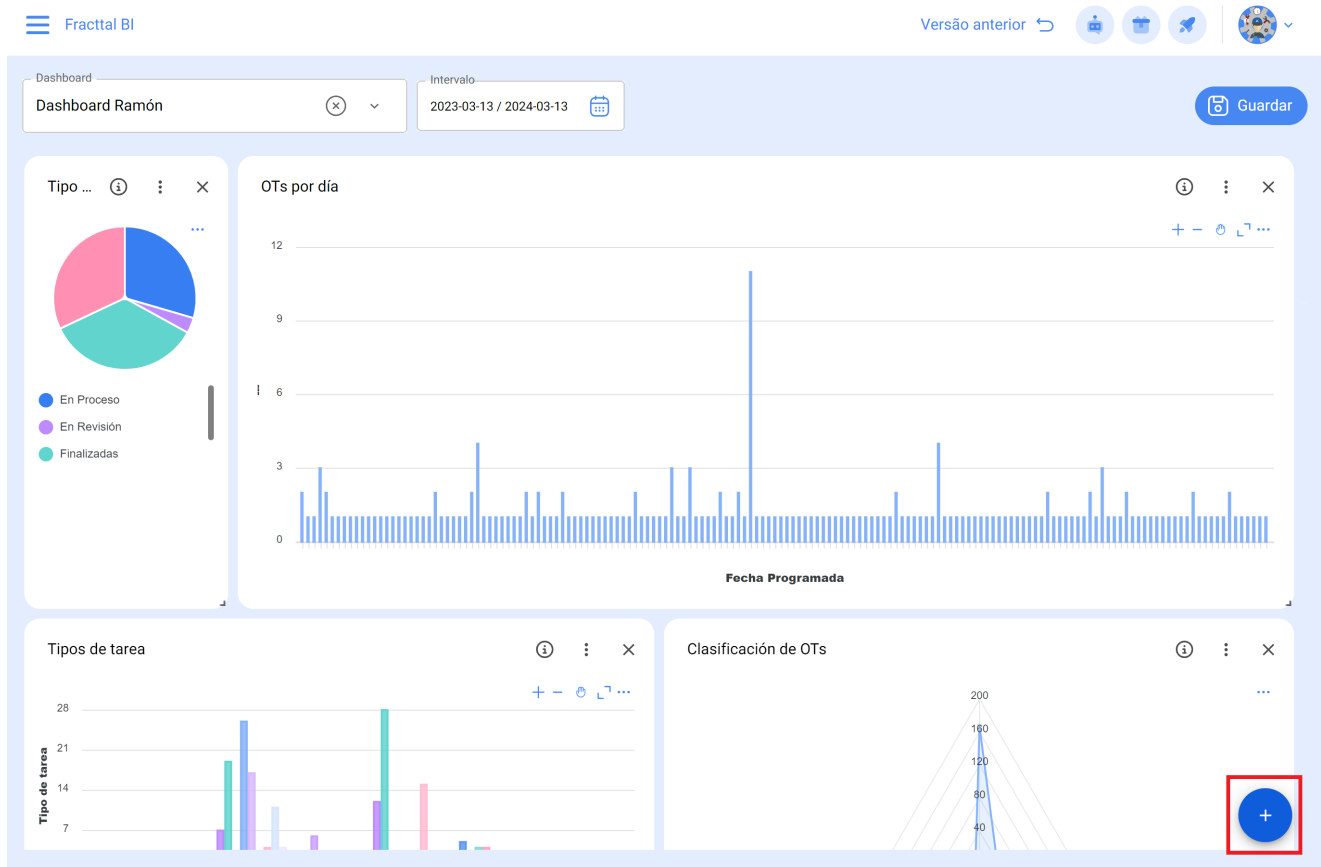 Fracttal BI
Versão anterior
Dashboard
Dashboard Ramón
Intervalo
2023-03-13 / 2024-03-13
Guardar
Tipo ...
En Proceso
En Revisión
Finalizadas
OTs por día
12
9
6
3
0
Fecha Programada
Tipos de tarea
28
21
14
7
Tipo de tarea
Clasificación de OTs
200
160
120
80
40